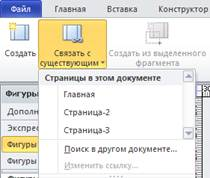 Файл Главная Вставка Конструктор
Создать
Связать с существующим
Создать из выделенного фрагмента
Фигуры
Страницы в этом документе
Главная
Страница-2
Страница-3
Поиск в другом документе...
Изменить ссылку...
Дополн
Экспрес
Фигуры
Фигуры